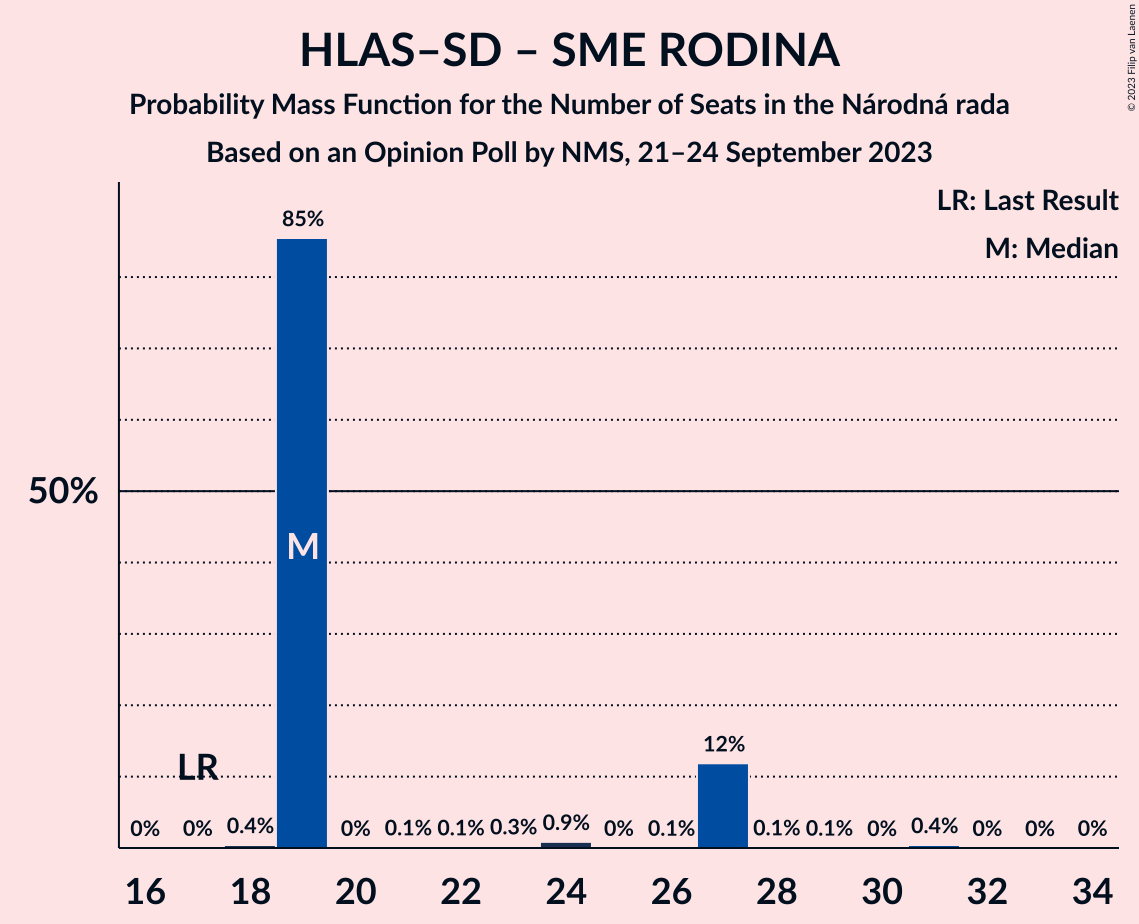 HLAS–SD – SME RODINA
Probability Mass Function for the Number of Seats in the Národná rada
Based on an Opinion Poll by NMS, 21–24 September 2023
© 2023 Filip van Laenen
LR: Last Result
M: Median
85%
50%
M
12%
LR
0% 0% 0.4% 0% 0.1% 0.1% 0.3% 0.9% 0% 0.1% 0.1% 0.1% 0% 0.4% 0% 0% 0%
16 18 20 22 24 26 28 30 32 34